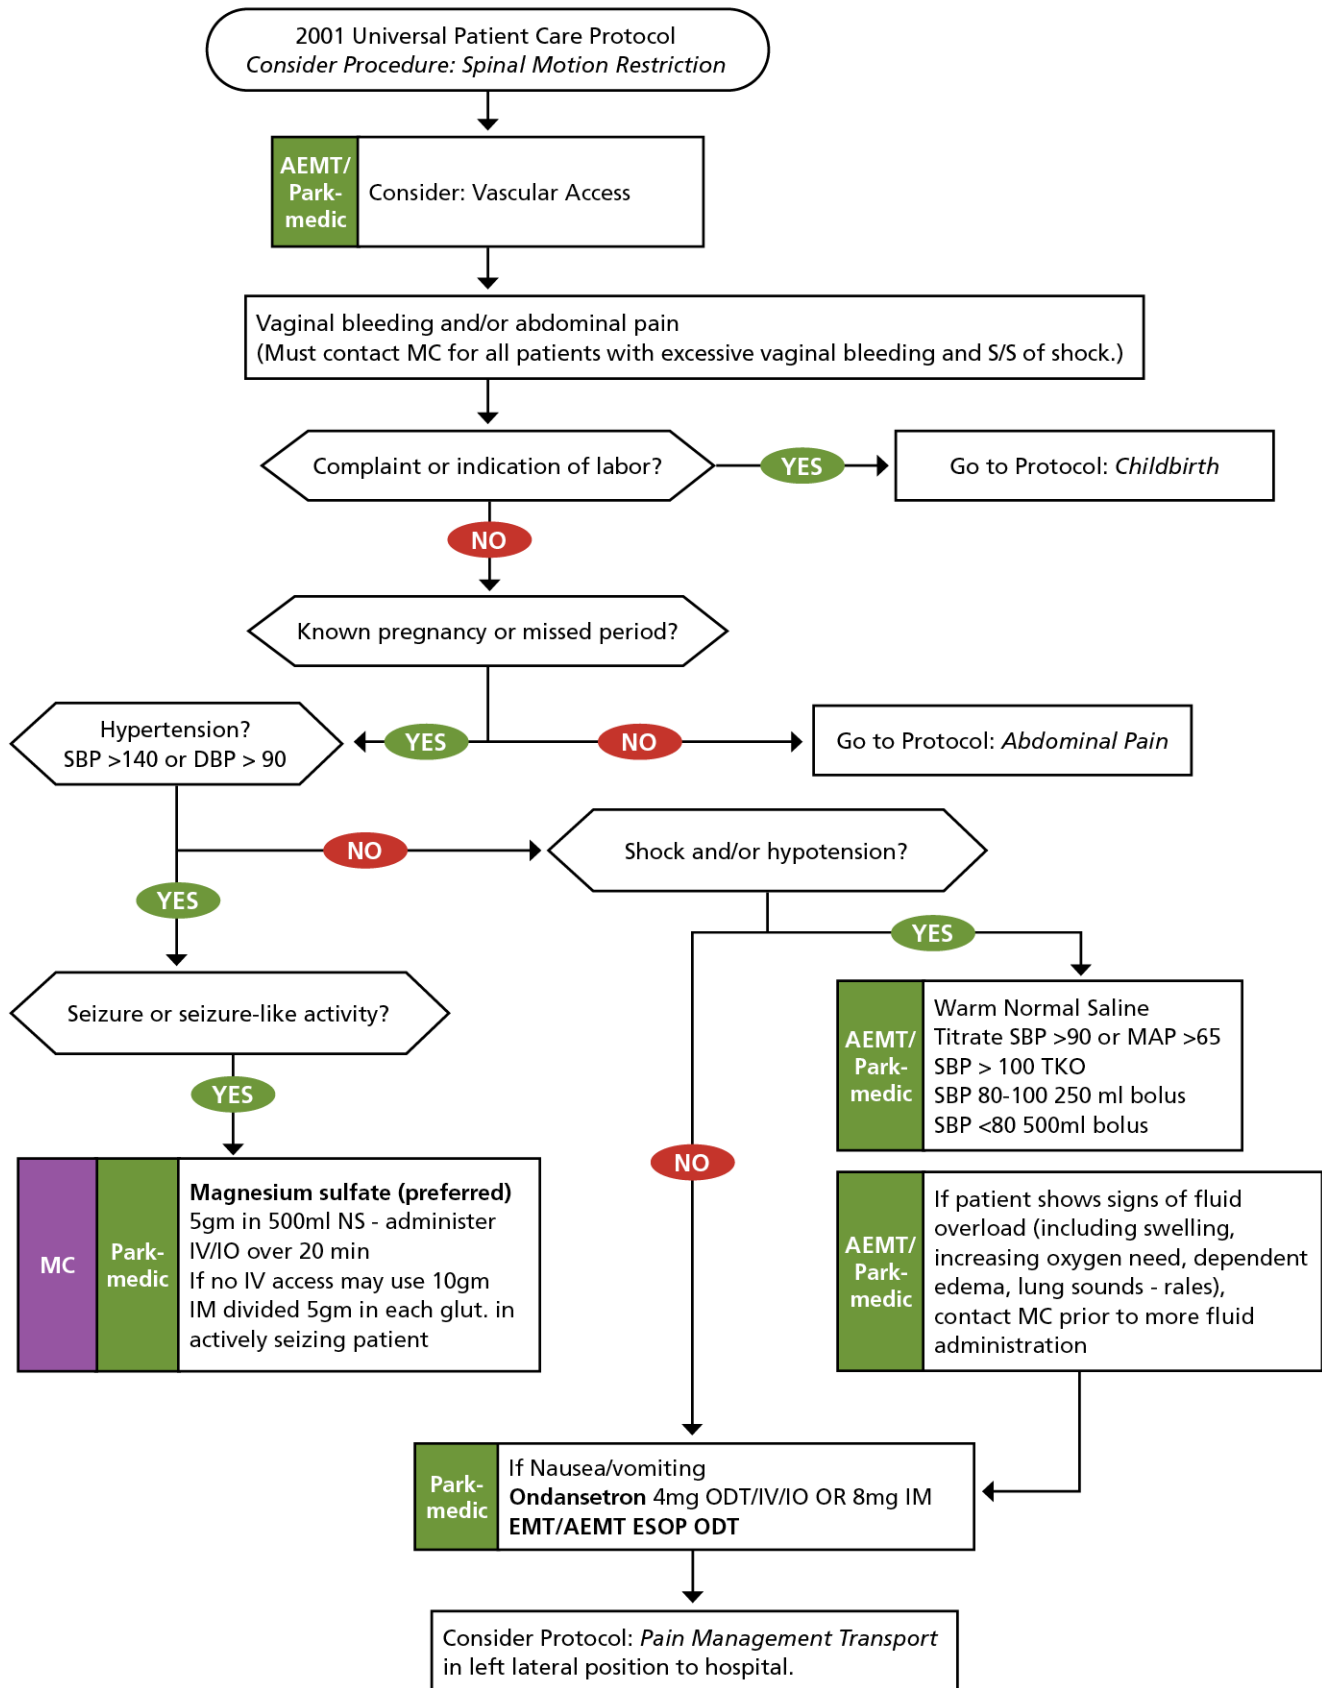 2001 Universal Patient Care Protocol
Consider Procedure: Spinal Motion Restriction
AEMT/
Park-
medic
Consider: Vascular Access
Vaginal bleeding and/or abdominal pain
(Must contact MC for all patients with excessive vaginal bleeding and S/S of shock.)
Complaint or indication of labor?
YES
Go to Protocol: Childbirth
NO
Known pregnancy or missed period?
Hypertension?
SBP >140 or DBP > 90
YES
NO
Go to Protocol: Abdominal Pain
NO
Shock and/or hypotension?
YES
YES
Seizure or seizure-like activity?
AEMT/
Park-
medic
Warm Normal Saline
Titrate SBP >90 or MAP >65
SBP > 100 TKO
SBP 80-100 250 ml bolus
SBP <80 500ml bolus
YES
NO
MC
Park-
medic
Magnesium sulfate (preferred)
5gm in 500ml NS - administer
IV/IO over 20 min
If no IV access may use 10gm
IM divided 5gm in each glut. in
actively seizing patient
AEMT/
Park-
medic
If patient shows signs of fluid
overload (including swelling,
increasing oxygen need, dependent
edema, lung sounds - rales),
contact MC prior to more fluid
administration
Park-
medic
If Nausea/vomiting
Ondansetron 4mg ODT/IV/IO OR 8mg IM
EMT/AEMT ESOP ODT
Consider Protocol: Pain Management Transport
in left lateral position to hospital.